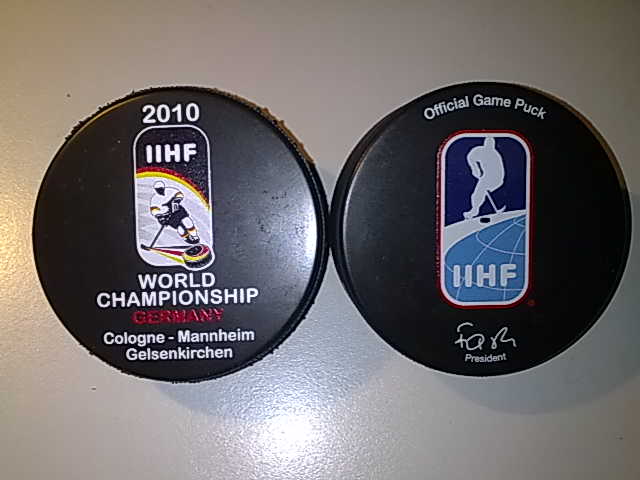 2010
IIHF
WORLD
CHAMPIONSHIP
GERMANY
Cologne - Mannheim
Gelsenkirchen
Official Game Puck
IIHF
President